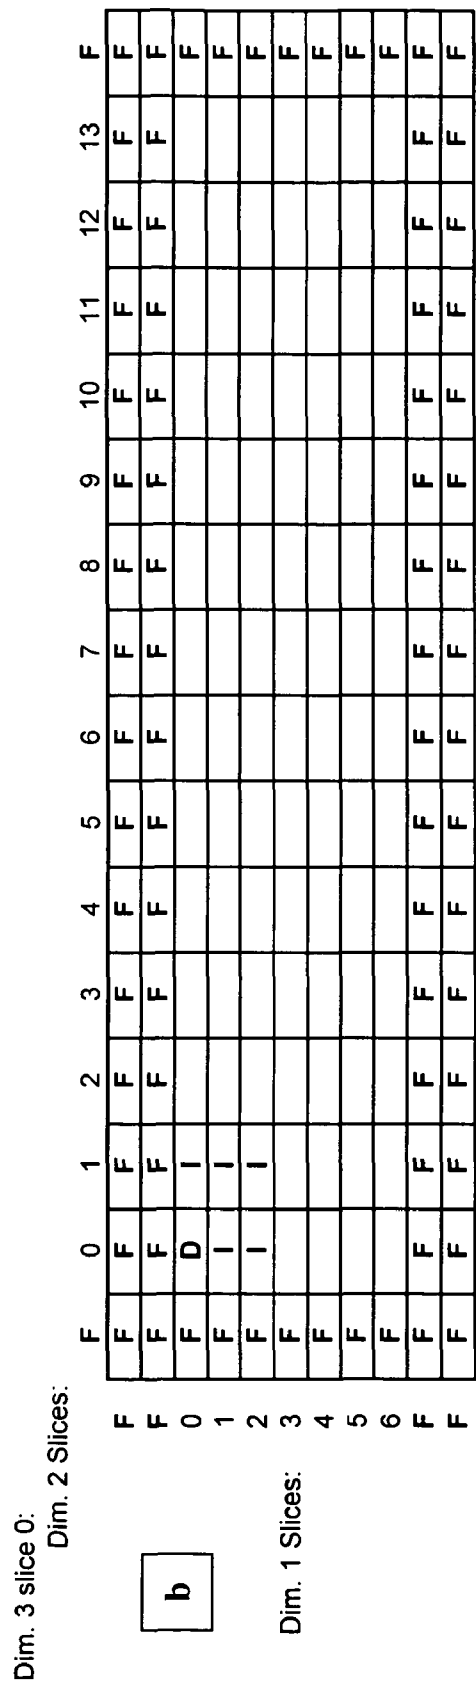 Dim. 3 slice 0:
Dim. 2 Slices:
F 0 1 2 3 4 5 6 7 8 9 10 11 12 13 F
F F F F F F F F F F F F F F F F F
F F F F F F F F F F F F F F F F F
b
0 F D I F
1 F I I F
2 F I I F
Dim. 1 Slices:
3 F F
4 F F
5 F F
6 F F
F F F F F F F F F F F F F F F F F
F F F F F F F F F F F F F F F F F